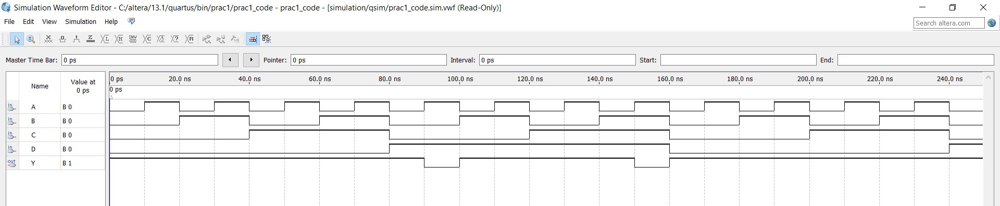 Simulation Waveform Editor - C:/altera/13.1/quartus/bin/prac1/prac1_code - prac1_code - [simulation/qsim/prac1_code.sim.vwf (Read-Only)]
File Edit View Simulation Help
Search altera.com
Master Time Bar: 0 ps Pointer: 0 ps Interval: 0 ps Start: End:
Name Value at 0 ps
0 ps 20.0 ns 40.0 ns 60.0 ns 80.0 ns 100.0 ns 120.0 ns 140.0 ns 160.0 ns 180.0 ns 200.0 ns 220.0 ns 240.0 ns
0 ps
in A B 0
in B B 0
in C B 0
in D B 0
out Y B 1